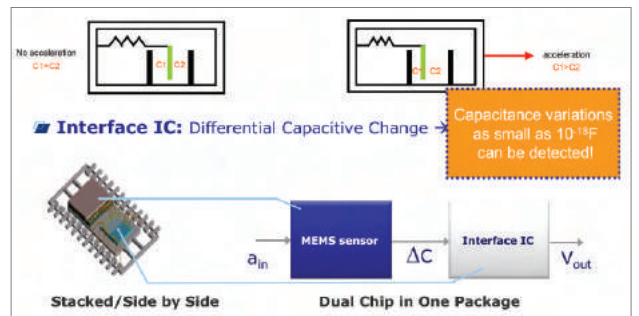 No acceleration
C1=C2
C1
C2
C1
C2
acceleration
C1>C2
Interface IC: Differential Capacitive Change
Capacitance variations
as small as 10⁻¹⁸F
can be detected!
MEMS sensor
Interface IC
a_in
ΔC
V_out
Stacked/Side by Side
Dual Chip in One Package